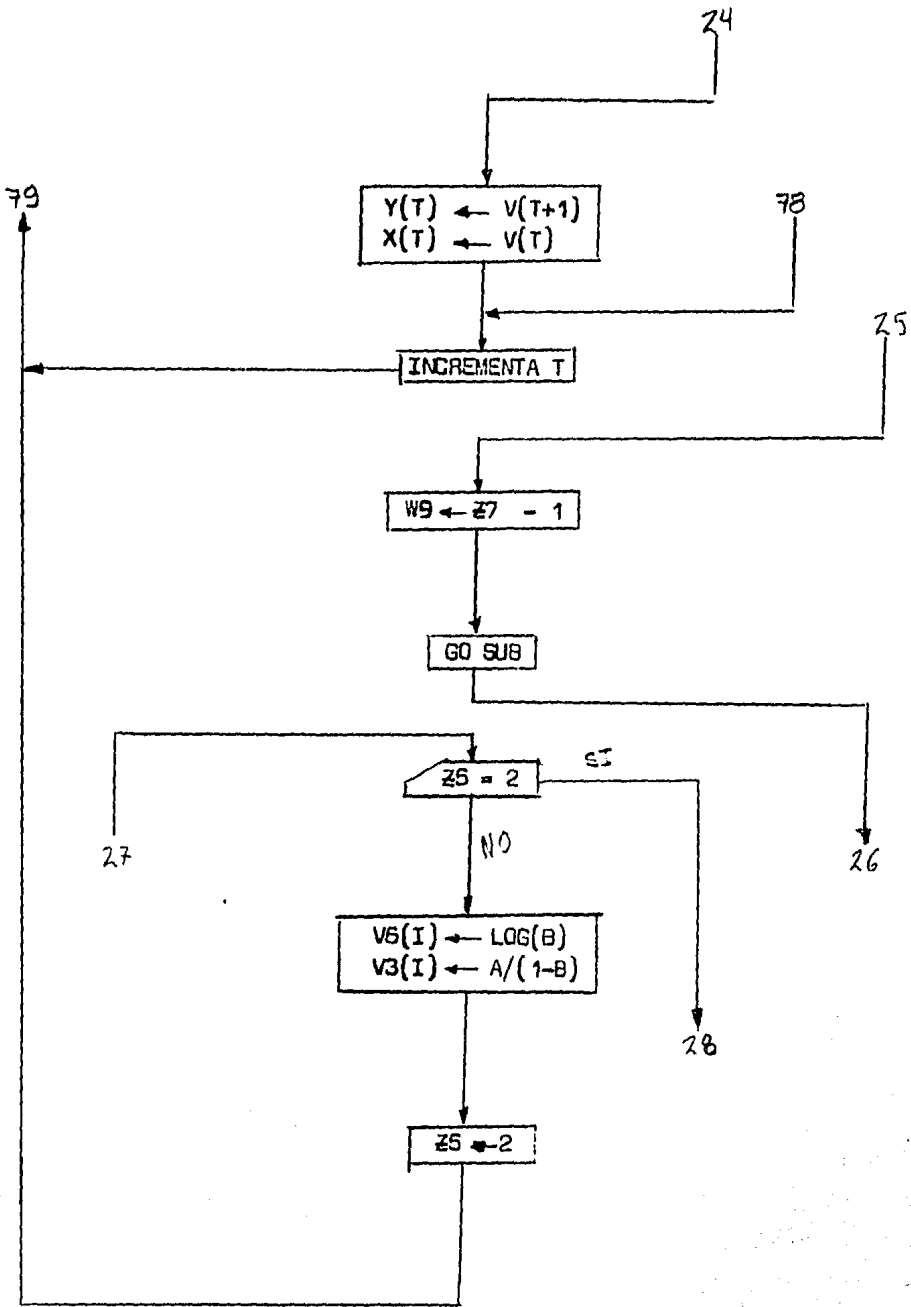 24
79
Y(T) ← V(T+1)
X(T) ← V(T)
78
25
INCREMENTA T
W9 ← Z7 - 1
GO SUB
Z5 = 2
SI
27
NO
26
V6(I) ← LOG(B)
V3(I) ← A/(1-B)
28
Z5 ← 2